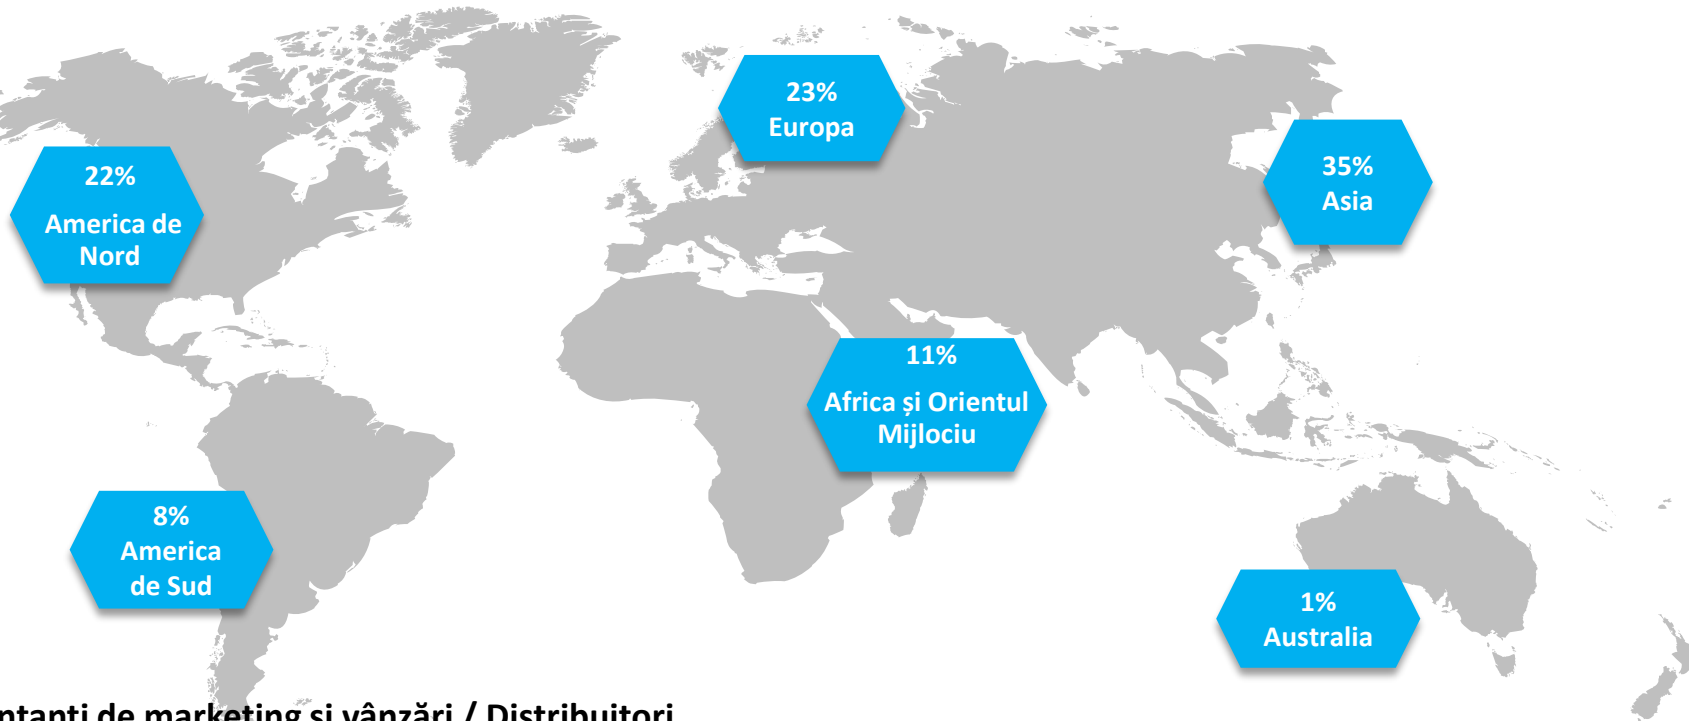 23%
Europa
22%
America de
Nord
35%
Asia
11%
Africa și Orientul
Mijlociu
8%
America
de Sud
1%
Australia
de marketing și vânzări / Distribuitori